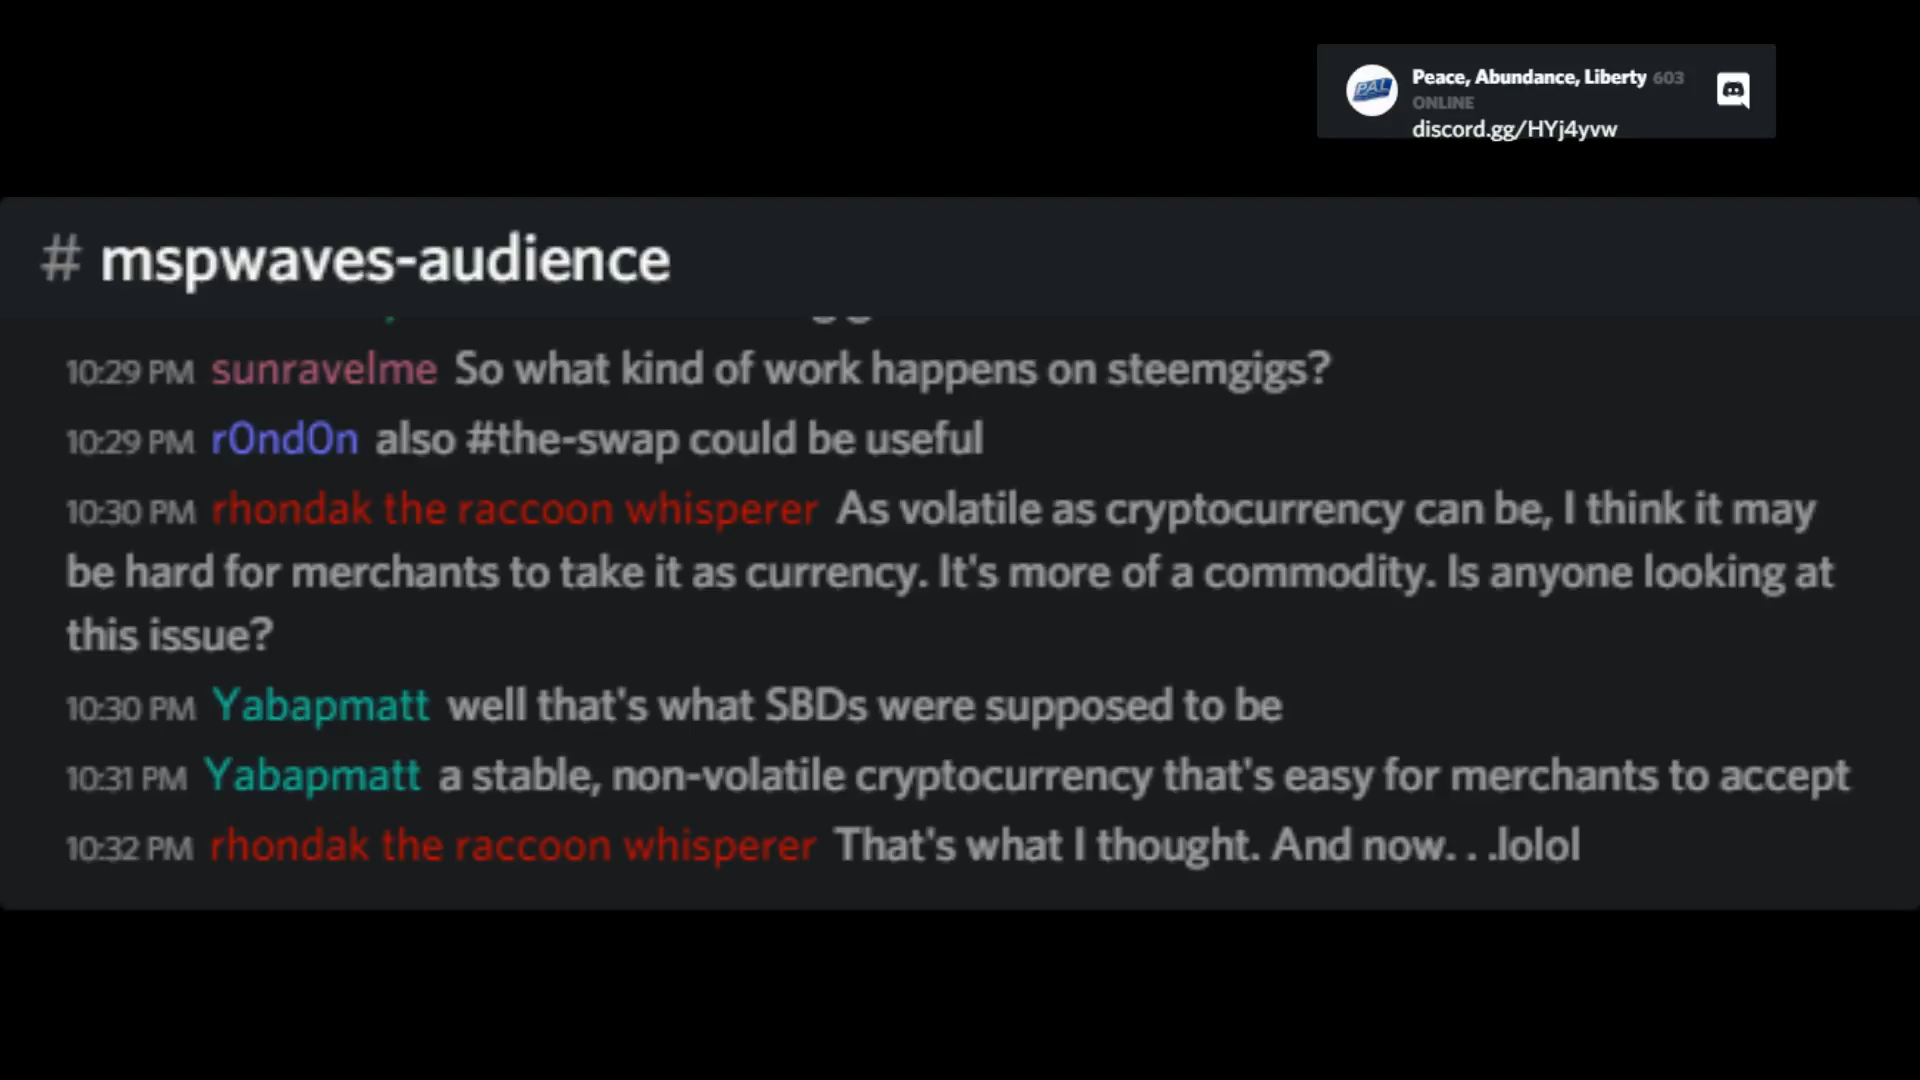 PAL Peace, Abundance, Liberty 603
ONLINE
discord.gg/HYj4yvw
# mspwaves-audience
10:29 PM sunravelme So what kind of work happens on steemgigs?
10:29 PM r0nd0n also #the-swap could be useful
10:30 PM rhondak the raccoon whisperer As volatile as cryptocurrency can be, I think it may
be hard for merchants to take it as currency. It's more of a commodity. Is anyone looking at
this issue?
10:30 PM Yabapmatt well that's what SBDs were supposed to be
10:31 PM Yabapmatt a stable, non-volatile cryptocurrency that's easy for merchants to accept
10:32 PM rhondak the raccoon whisperer That's what I thought. And now. . .lolol